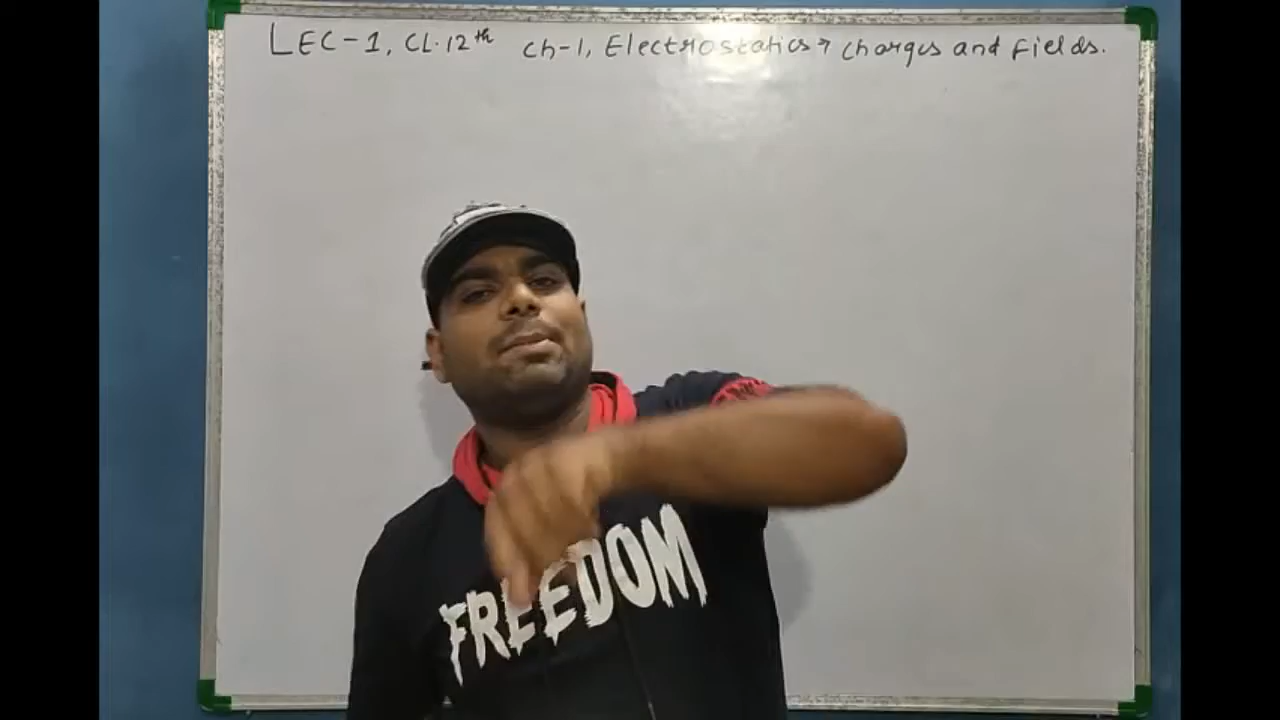 LEC-1, CL.12th Ch-1, Electrostatics → Charges and Fields.
FREEDOM